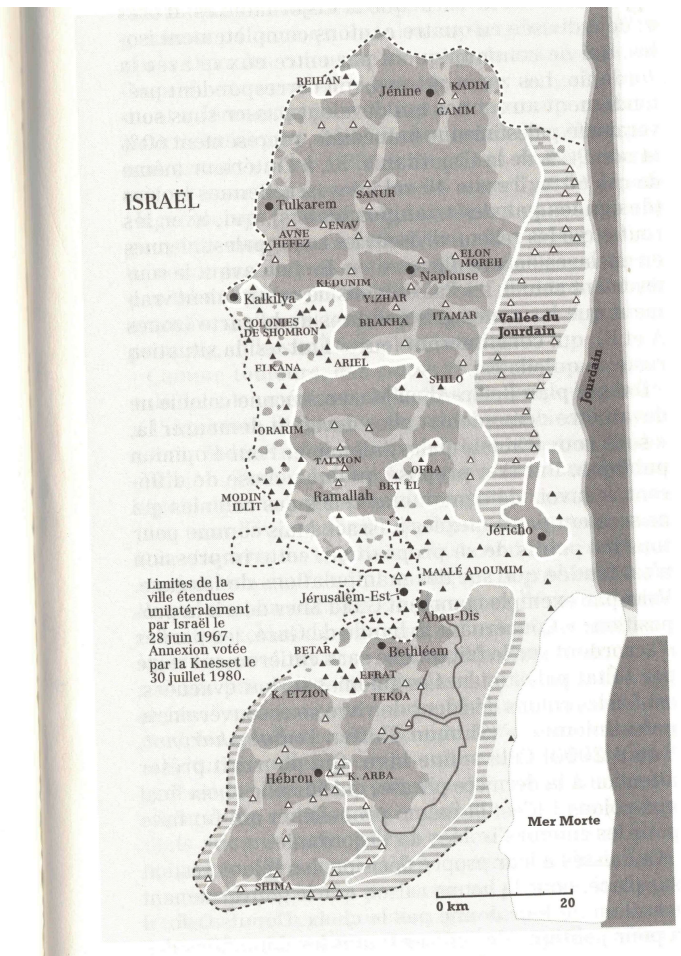 REIHAN
Jénine
KADIM
GANIM
ISRAËL
SANUR
Tulkarem
AVNE
HEFEZ
ENAV
ELON
MOREH
Naplouse
KEDUNIM
Kalkilya
YIZHAR
ITAMAR
BRAKHA
COLONIES
DE SHOMRON
Vallée du
Jourdain
Jourdain
ELKANA
ARIEL
SHILO
ORARIM
TALMON
OFRA
BET EL
MODIN
ILLIT
Ramallah
Jéricho
MAALÉ ADOUMIM
Limites de la
ville étendues
unilatéralement
par Israël le
28 juin 1967.
Annexion votée
par la Knesset le
30 juillet 1980.
Jérusalem-Est
Abou-Dis
BETAR
Bethléem
EFRAT
K. ETZION
TEKOA
Hébron
K. ARBA
Mer Morte
SHIMA
0 km
20